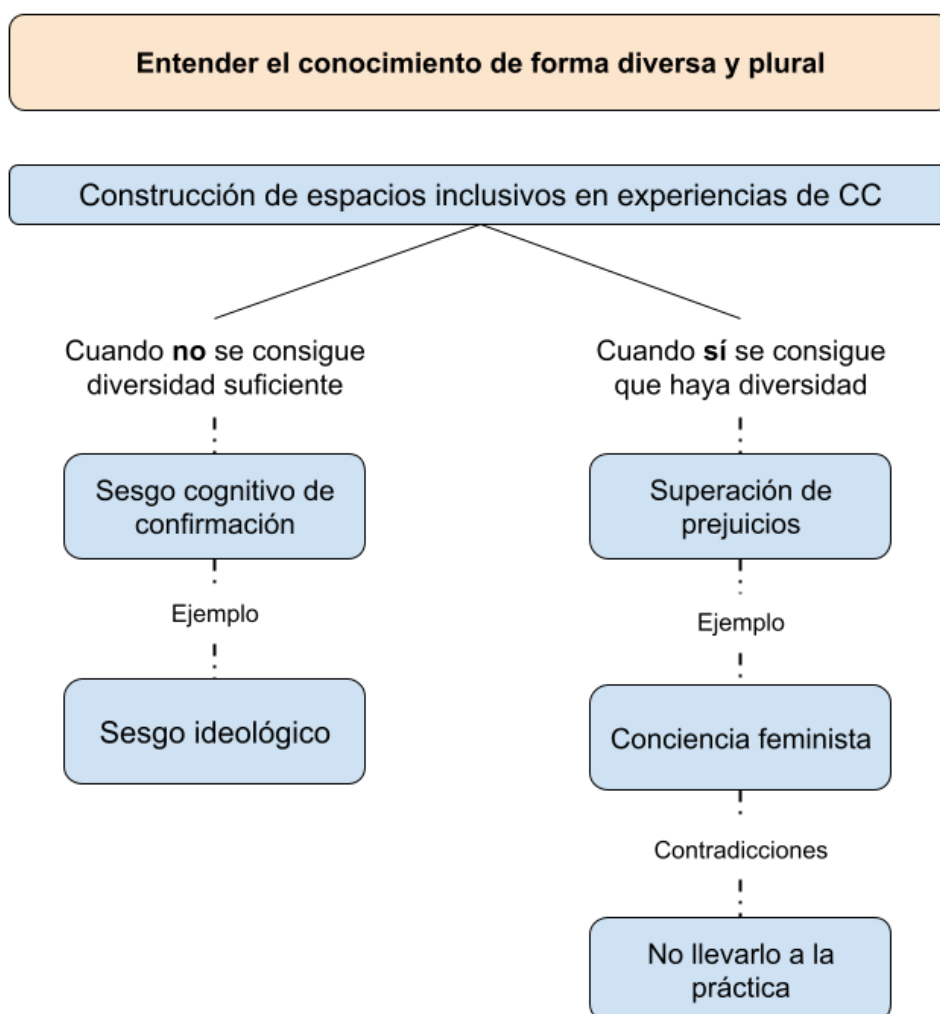 Entender el conocimiento de forma diversa y plural
Construcción de espacios inclusivos en experiencias de CC
Cuando no se consigue
diversidad suficiente
Cuando sí se consigue
que haya diversidad
Sesgo cognitivo de
confirmación
Superación de
prejuicios
Ejemplo
Ejemplo
Sesgo ideológico
Conciencia feminista
Contradicciones
No llevarlo a la
práctica